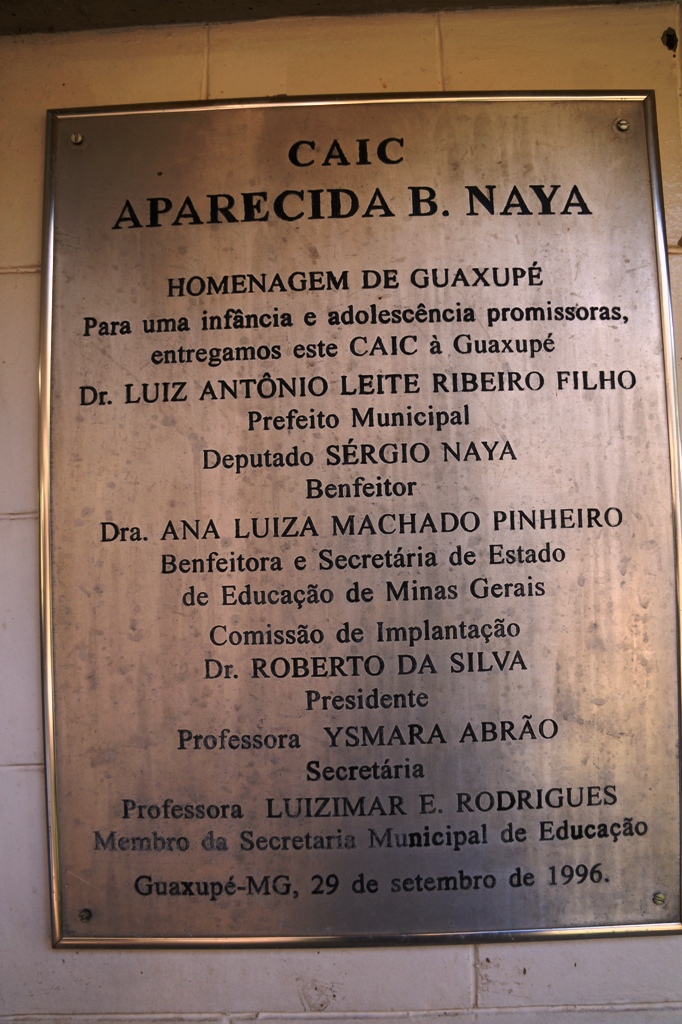 CAIC
APARECIDA B. NAYA
HOMENAGEM DE GUAXUPÉ
Para uma infância e adolescência promissoras,
entregamos este CAIC à Guaxupé
Dr. LUIZ ANTÔNIO LEITE RIBEIRO FILHO
Prefeito Municipal
Deputado SÉRGIO NAYA
Benfeitor
Dra. ANA LUIZA MACHADO PINHEIRO
Benfeitora e Secretária de Estado
de Educação de Minas Gerais
Comissão de Implantação
Dr. ROBERTO DA SILVA
Presidente
Professora YSMARA ABRÃO
Secretária
Professora LUIZIMAR E. RODRIGUES
Membro da Secretaria Municipal de Educação
Guaxupé-MG, 29 de setembro de 1996.